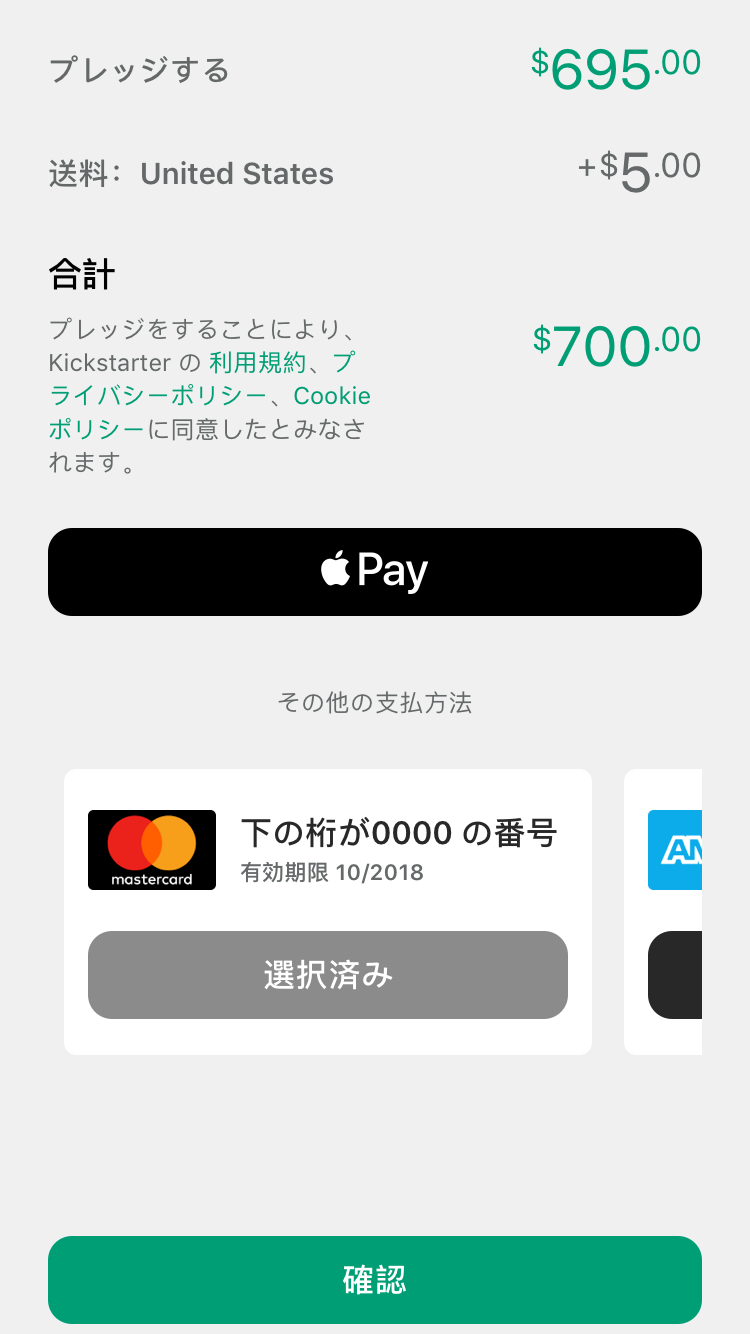 プレッジする
$695.00
送料： United States
+$5.00
合計
プレッジをすることにより、
Kickstarter の 利用規約、プ
ライバシーポリシー、Cookie
ポリシーに同意したとみなさ
れます。
$700.00
Pay
その他の支払方法
mastercard
下の桁が0000 の番号
有効期限 10/2018
選択済み
確認